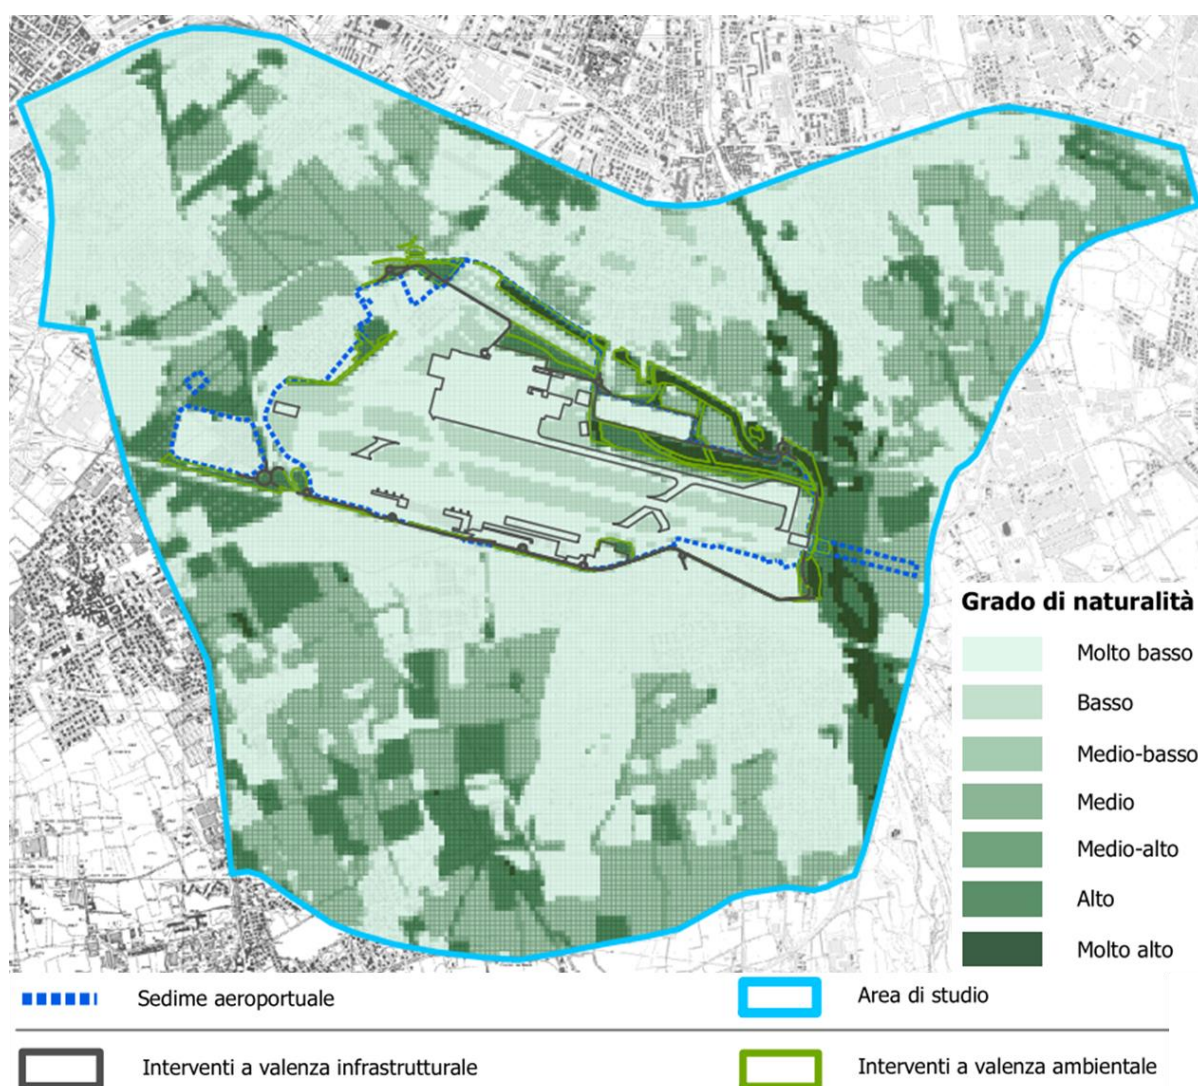 Grado di naturalità
Molto basso
Basso
Medio-basso
Medio
Medio-alto
Alto
Molto alto
Sedime aeroportuale
Area di studio
Interventi a valenza infrastrutturale
Interventi a valenza ambientale